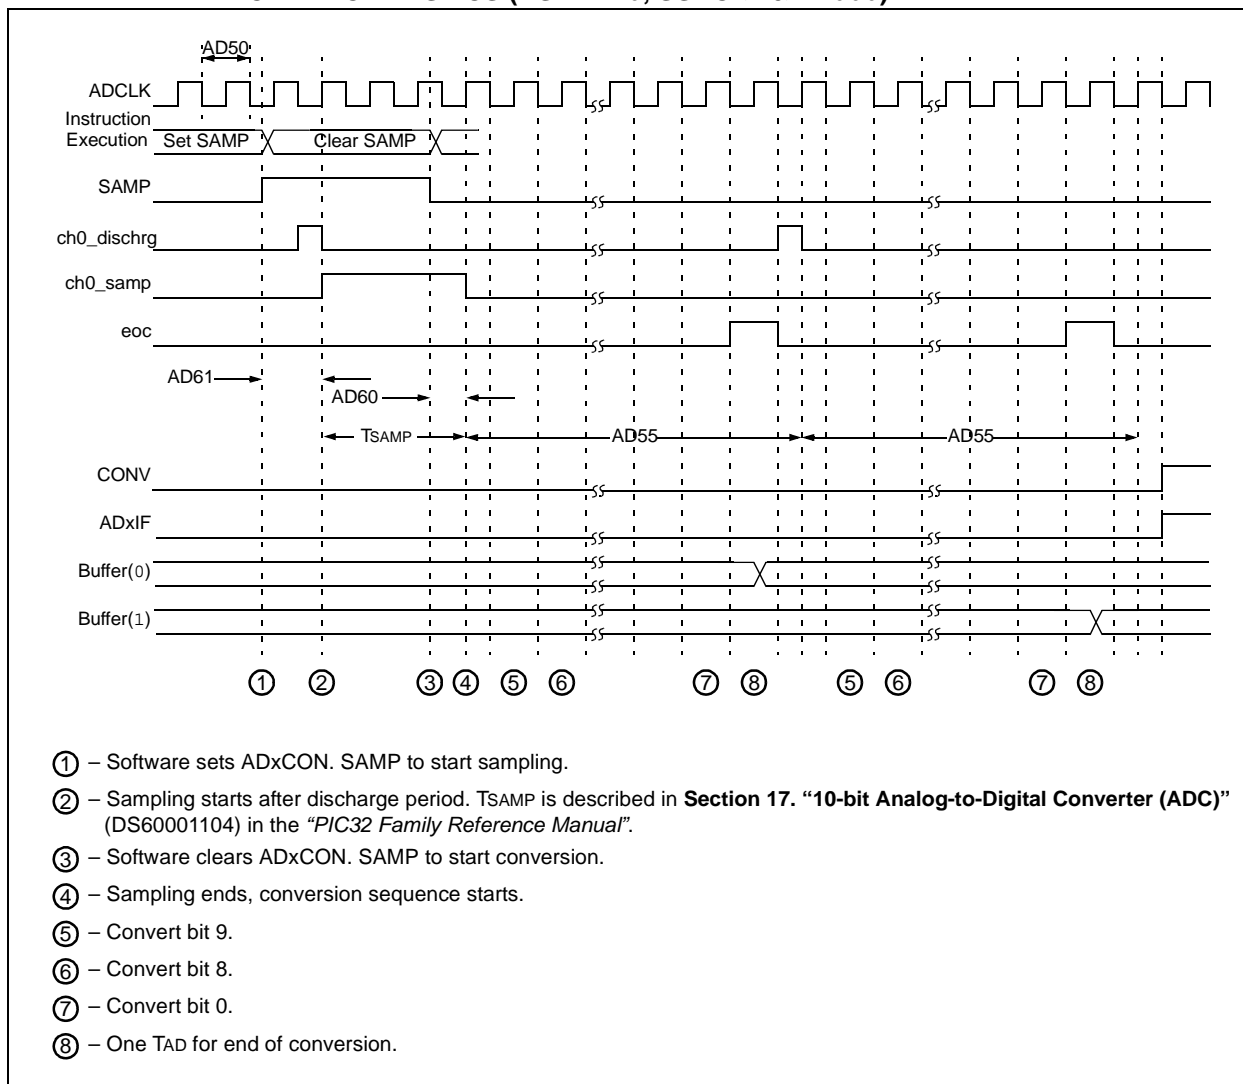 AD50
ADCLK
Instruction
Execution Set SAMP Clear SAMP
SAMP
ch0_dischrg
ch0_samp
eoc
AD61
AD60
TSAMP AD55 AD55
CONV
ADxIF
Buffer(0)
Buffer(1)
1 2 3 4 5 6 7 8 5 6 7 8
1 – Software sets ADxCON. SAMP to start sampling.
2 – Sampling starts after discharge period. TSAMP is described in Section 17. “10-bit Analog-to-Digital Converter (ADC)”
(DS60001104) in the “PIC32 Family Reference Manual”.
3 – Software clears ADxCON. SAMP to start conversion.
4 – Sampling ends, conversion sequence starts.
5 – Convert bit 9.
6 – Convert bit 8.
7 – Convert bit 0.
8 – One TAD for end of conversion.